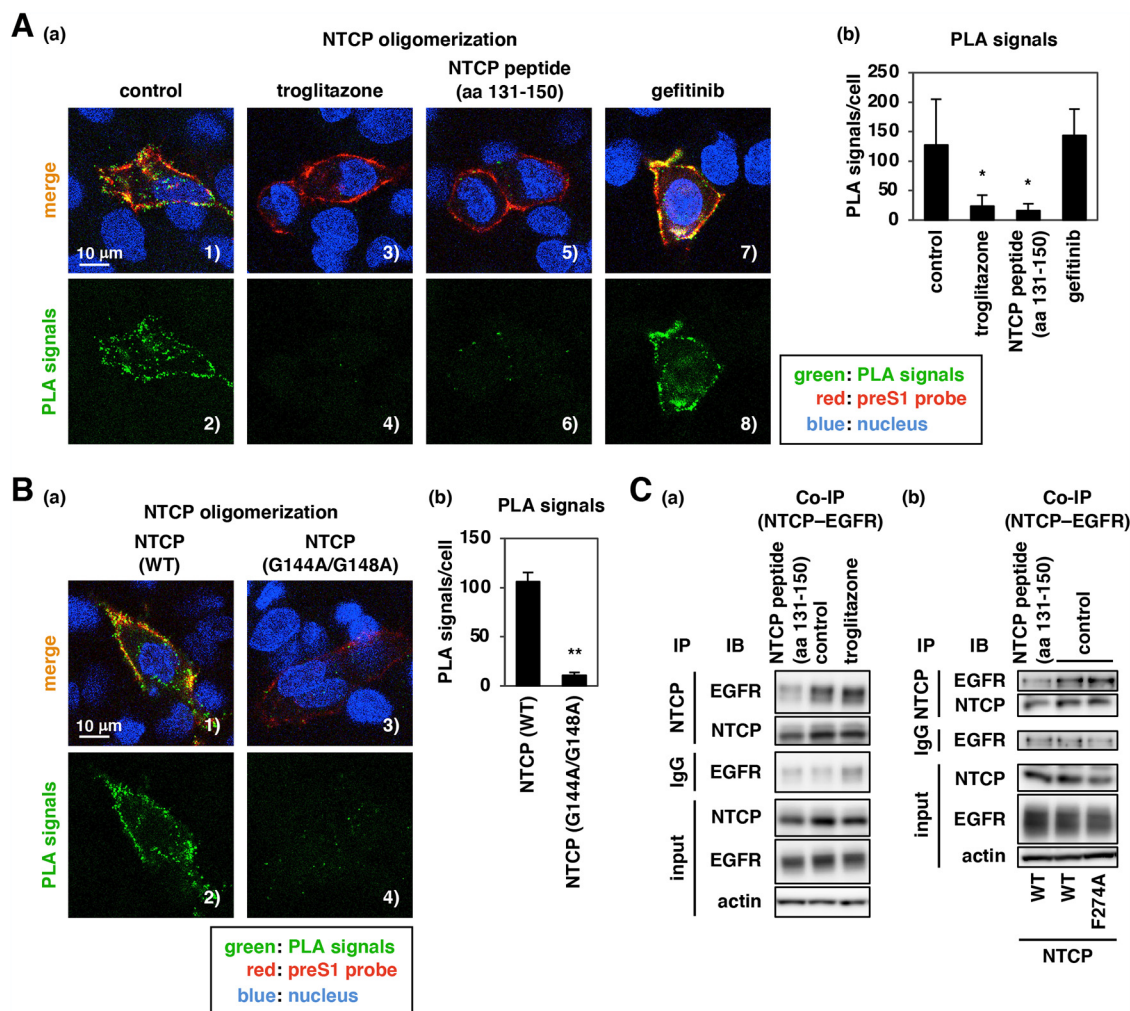 A (a)
NTCP oligomerization
control
troglitazone
NTCP peptide
(aa 131-150)
gefitinib
merge
10 μm
1)
3)
5)
7)
PLA signals
2)
4)
6)
8)
(b)
PLA signals
PLA signals/cell
250
200
150
100
50
0
*
*
control
troglitazone
NTCP peptide
(aa 131-150)
gefitinib
green: PLA signals
red: preS1 probe
blue: nucleus
B (a)
NTCP oligomerization
NTCP
(WT)
NTCP
(G144A/G148A)
merge
10 μm
1)
3)
PLA signals
2)
4)
green: PLA signals
red: preS1 probe
blue: nucleus
(b)
PLA signals
PLA signals/cell
150
100
50
0
**
NTCP (WT)
NTCP (G144A/G148A)
C (a)
Co-IP
(NTCP–EGFR)
NTCP peptide
(aa 131-150)
control
troglitazone
IP
IB
NTCP
EGFR
NTCP
IgG
EGFR
input
NTCP
EGFR
actin
(b)
Co-IP
(NTCP–EGFR)
NTCP peptide
(aa 131-150)
control
IP
IB
NTCP
EGFR
NTCP
IgG
EGFR
input
NTCP
EGFR
actin
WT
WT
F274A
NTCP